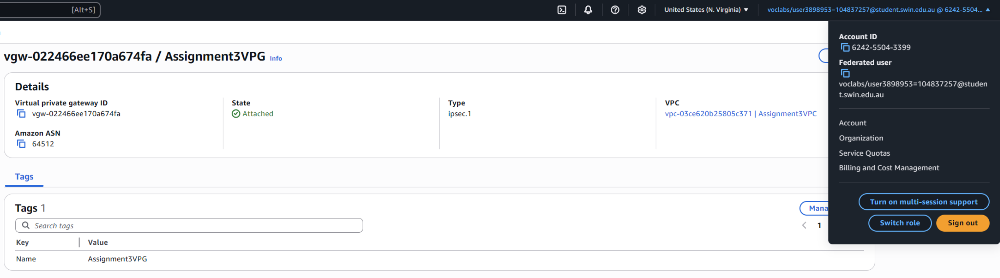 [Alt+S]
United States (N. Virginia)
voclabs/user3898953=104837257@student.swin.edu.au @ 6242-5504...
Account ID
6242-5504-3399
Federated user
voclabs/user3898953=104837257@studen
t.swin.edu.au
Account
Organization
Service Quotas
Billing and Cost Management
Turn on multi-session support
Switch role
Sign out
vgw-022466ee170a674fa / Assignment3VPG Info
Details
Virtual private gateway ID
vgw-022466ee170a674fa
State
Attached
Type
ipsec.1
VPC
vpc-03ce620b25805c371 | Assignment3VPC
Amazon ASN
64512
Tags
Tags 1
Mana
Search tags
1
Key Value
Name Assignment3VPG